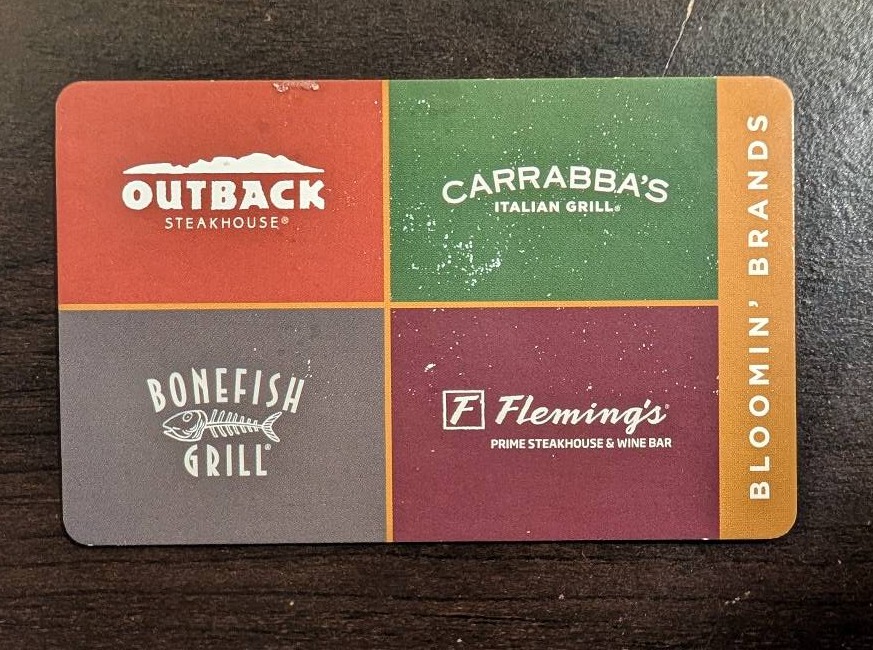 OUTBACK
STEAKHOUSE®
CARRABBA'S
ITALIAN GRILL®
BONEFISH
GRILL®
F Fleming's®
PRIME STEAKHOUSE & WINE BAR
BLOOMIN' BRANDS